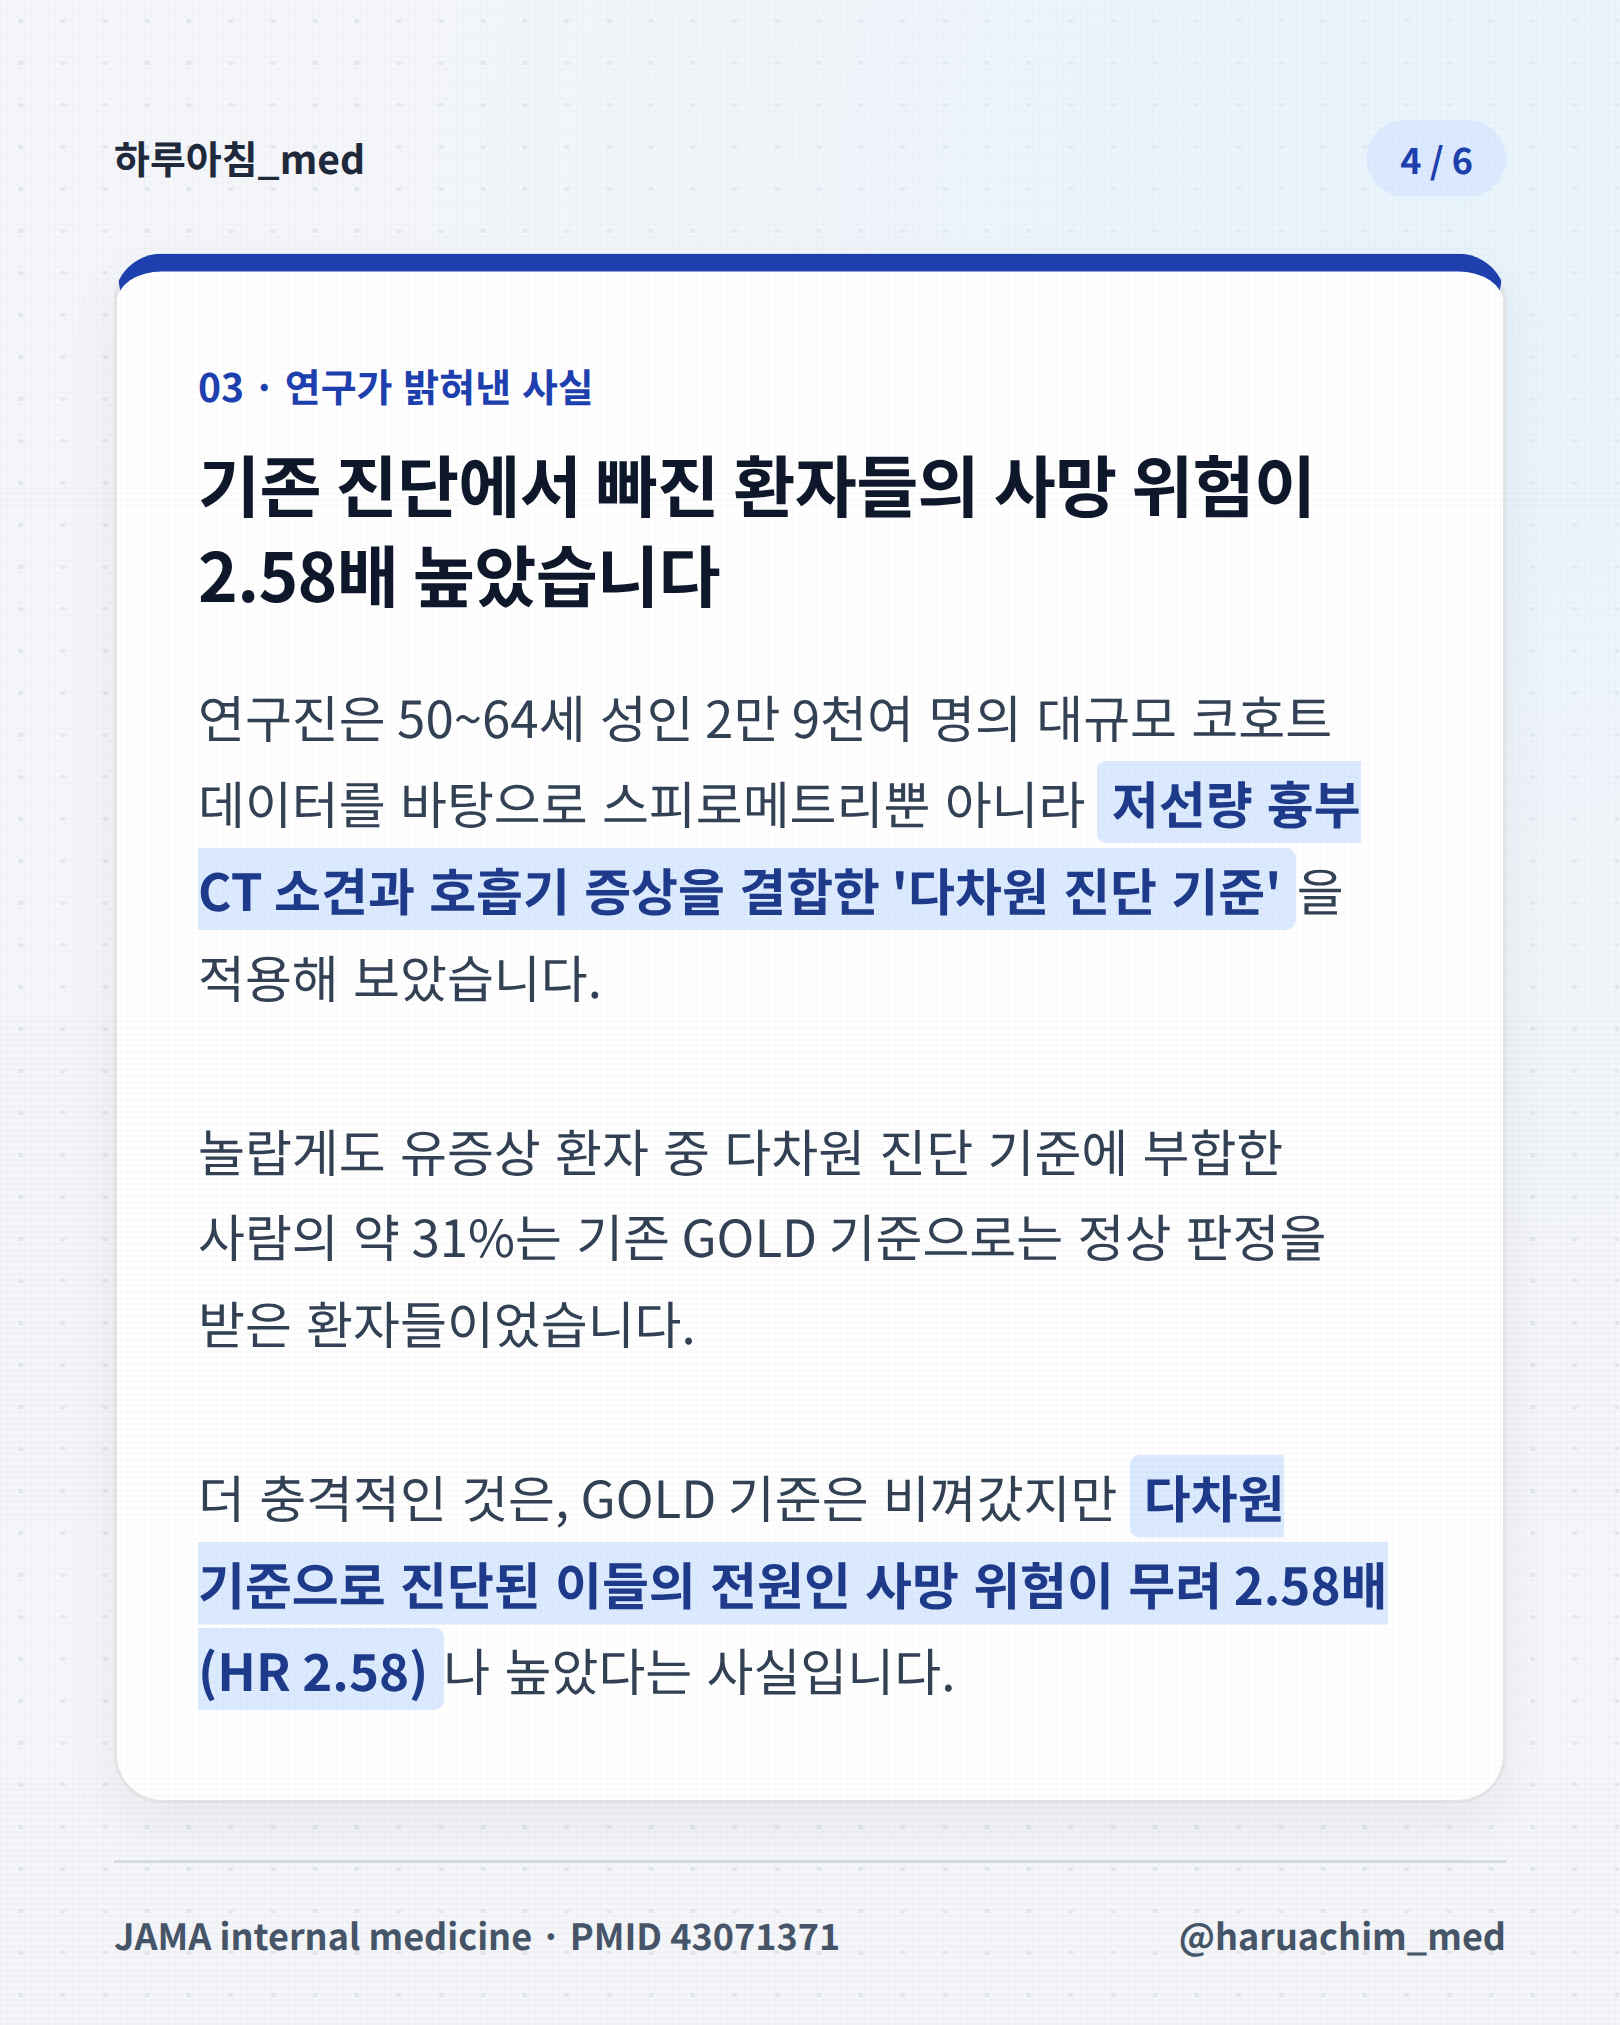 하루아침_med
4 / 6
03 · 연구가 밝혀낸 사실
기존 진단에서 빠진 환자들의 사망 위험이
2.58배 높았습니다
연구진은 50~64세 성인 2만 9천여 명의 대규모 코호트
데이터를 바탕으로 스피로메트리뿐 아니라 저선량 흉부
CT 소견과 호흡기 증상을 결합한 '다차원 진단 기준' 을
적용해 보았습니다.
놀랍게도 유증상 환자 중 다차원 진단 기준에 부합한
사람의 약 31%는 기존 GOLD 기준으로는 정상 판정을
받은 환자들이었습니다.
더 충격적인 것은, GOLD 기준은 비껴갔지만 다차원
기준으로 진단된 이들의 전원인 사망 위험이 무려 2.58배
(HR 2.58) 나 높았다는 사실입니다.
JAMA internal medicine · PMID 43071371
@haruachim_med